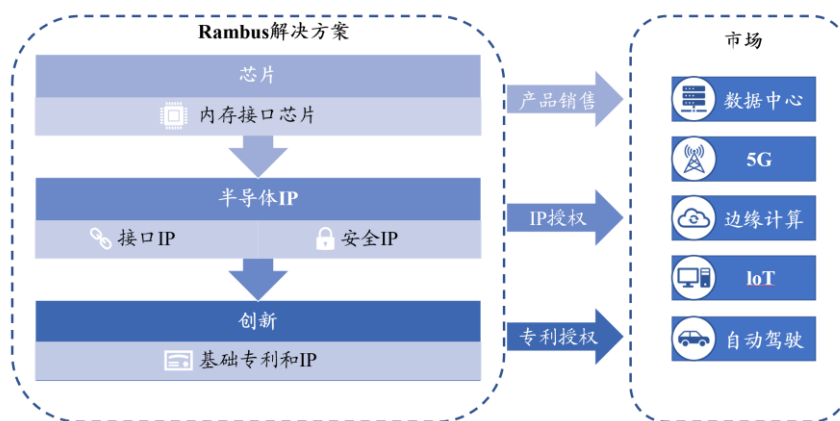 Rambus解决方案
芯片
内存接口芯片
半导体IP
接口IP
安全IP
创新
基础专利和IP
产品销售
IP授权
专利授权
市场
数据中心
5G
边缘计算
IoT
自动驾驶